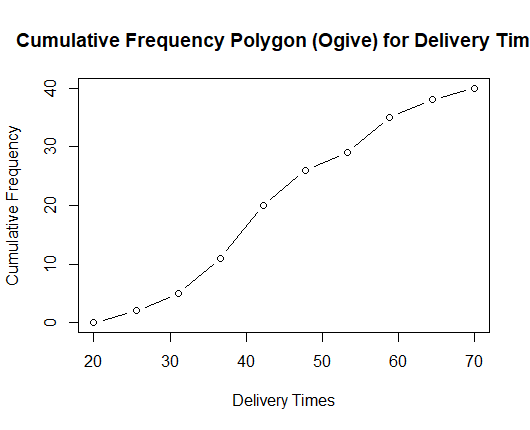 Cumulative Frequency Polygon (Ogive) for Delivery Tim
Cumulative Frequency
0
10
20
30
40
20 30 40 50 60 70
Delivery Times